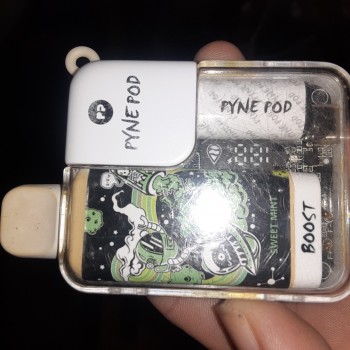 PYNE POD
PP
PYNE POD
SWEET MINT
BOOST